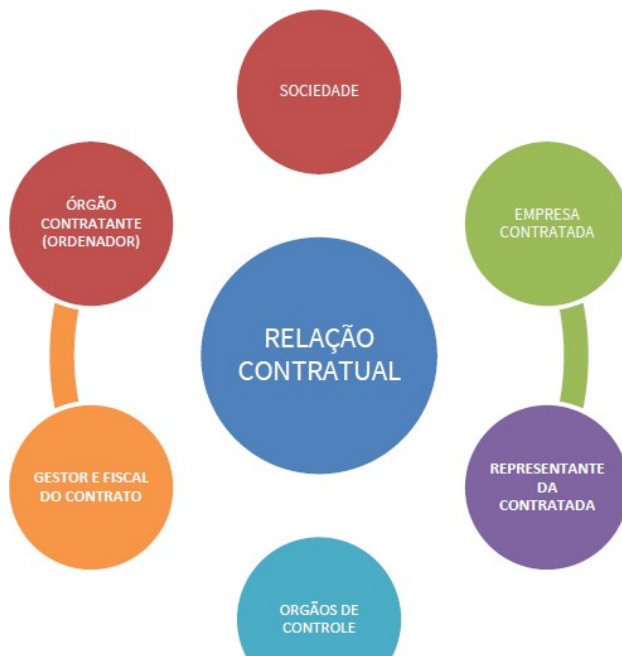 SOCIEDADE
ÓRGÃO
CONTRATANTE
(ORDENADOR)
EMPRESA
CONTRATADA
RELAÇÃO
CONTRATUAL
GESTOR E FISCAL
DO CONTRATO
REPRESENTANTE
DA
CONTRATADA
ORGÃOS DE
CONTROLE